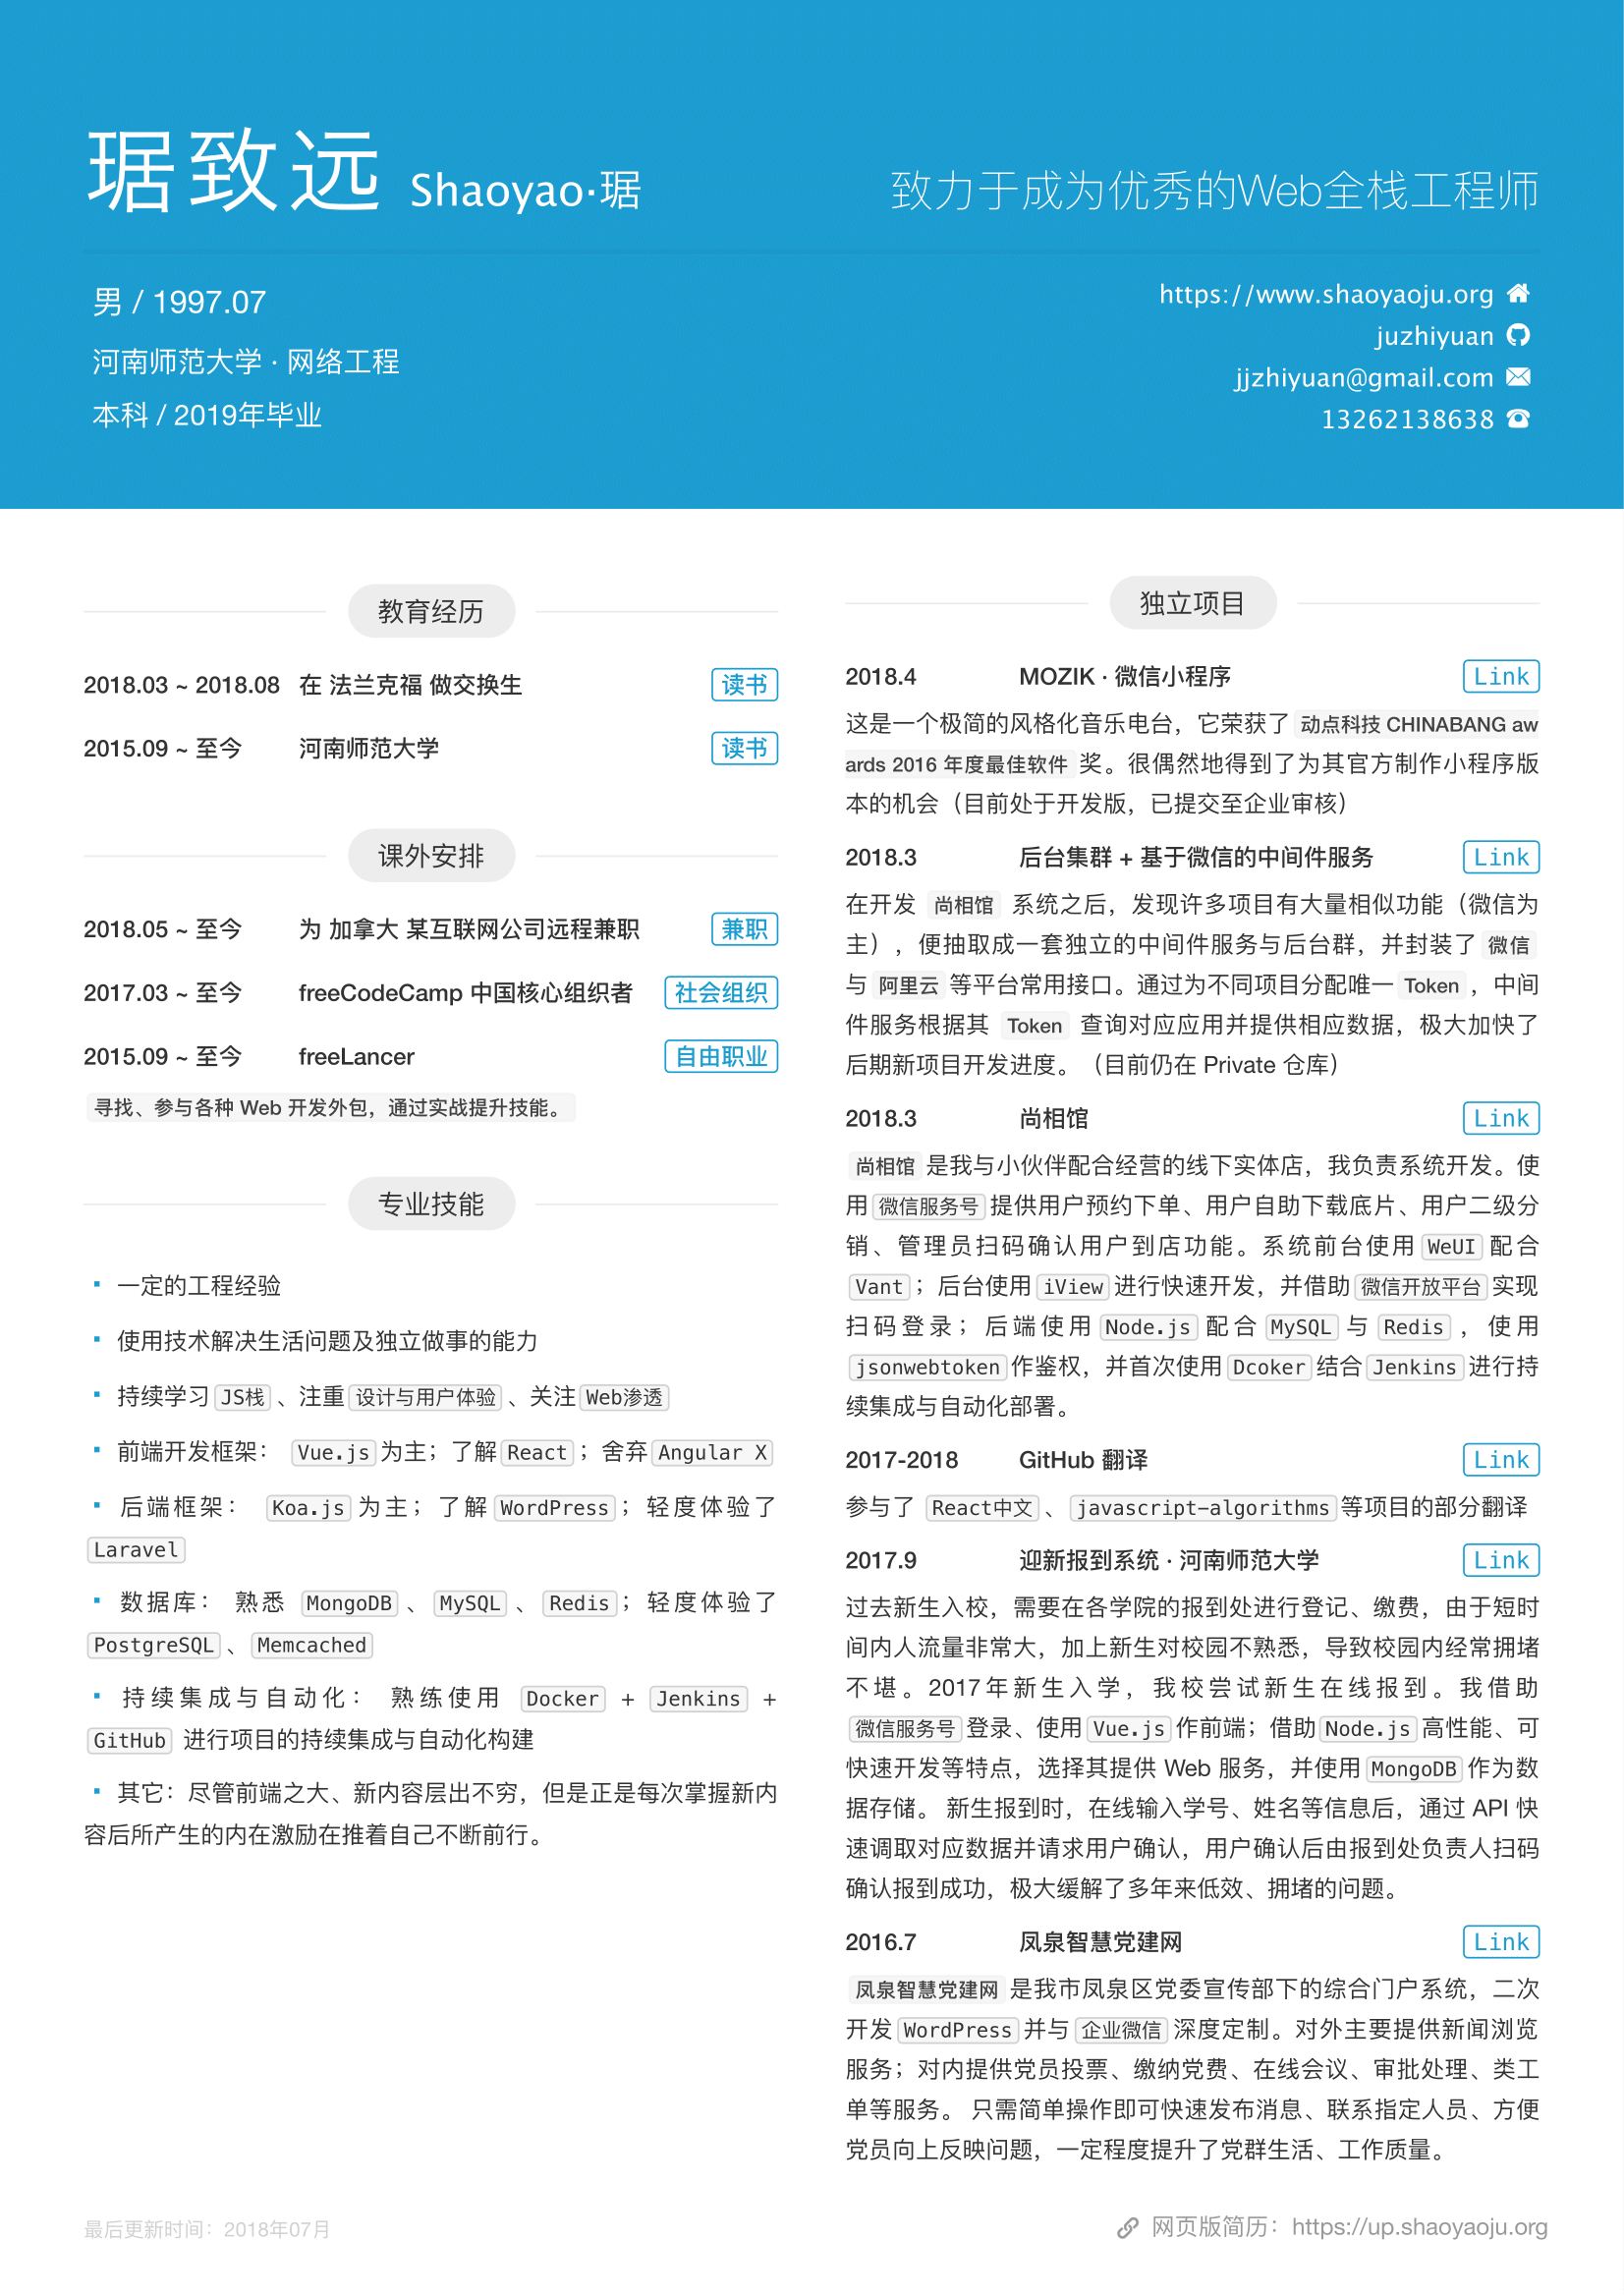 琚致远 Shaoyao·琚
致力于成为优秀的Web全栈工程师
男 / 1997.07
河南师范大学 · 网络工程
本科 / 2019年毕业
https://www.shaoyaoju.org
juzhiyuan
jjzhiyuan@gmail.com
13262138638
教育经历
2018.03 ~ 2018.08 在 法兰克福 做交换生 读书
2015.09 ~ 至今 河南师范大学 读书
课外安排
2018.05 ~ 至今 为 加拿大 某互联网公司远程兼职 兼职
2017.03 ~ 至今 freeCodeCamp 中国核心组织者 社会组织
2015.09 ~ 至今 freeLancer 自由职业
寻找、参与各种 Web 开发外包，通过实战提升技能。
专业技能
▪ 一定的工程经验
▪ 使用技术解决生活问题及独立做事的能力
▪ 持续学习 JS栈 、注重 设计与用户体验 、关注 Web渗透
▪ 前端开发框架： Vue.js 为主；了解 React ；舍弃 Angular X
▪ 后端框架： Koa.js 为主；了解 WordPress ；轻度体验了
Laravel
▪ 数据库： 熟悉 MongoDB 、 MySQL 、 Redis ；轻度体验了
PostgreSQL 、 Memcached
▪ 持续集成与自动化： 熟练使用 Docker + Jenkins +
GitHub 进行项目的持续集成与自动化构建
▪ 其它：尽管前端之大、新内容层出不穷，但是正是每次掌握新内
容后所产生的内在激励在推着自己不断前行。
独立项目
2018.4 MOZIK · 微信小程序 Link
这是一个极简的风格化音乐电台，它荣获了 动点科技 CHINABANG aw
ards 2016 年度最佳软件 奖。很偶然地得到了为其官方制作小程序版
本的机会（目前处于开发版，已提交至企业审核）
2018.3 后台集群 + 基于微信的中间件服务 Link
在开发 尚相馆 系统之后，发现许多项目有大量相似功能（微信为
主），便抽取成一套独立的中间件服务与后台群，并封装了 微信
与 阿里云 等平台常用接口。通过为不同项目分配唯一 Token ，中间
件服务根据其 Token 查询对应应用并提供相应数据，极大加快了
后期新项目开发进度。（目前仍在 Private 仓库）
2018.3 尚相馆 Link
尚相馆 是我与小伙伴配合经营的线下实体店，我负责系统开发。使
用 微信服务号 提供用户预约下单、用户自助下载底片、用户二级分
销、管理员扫码确认用户到店功能。系统前台使用 WeUI 配合
Vant ；后台使用 iView 进行快速开发，并借助 微信开放平台 实现
扫码登录；后端使用 Node.js 配合 MySQL 与 Redis ，使用
jsonwebtoken 作鉴权，并首次使用 Dcoker 结合 Jenkins 进行持
续集成与自动化部署。
2017-2018 GitHub 翻译 Link
参与了 React中文 、 javascript-algorithms 等项目的部分翻译
2017.9 迎新报到系统 · 河南师范大学 Link
过去新生入校，需要在各学院的报到处进行登记、缴费，由于短时
间内人流量非常大，加上新生对校园不熟悉，导致校园内经常拥堵
不堪。2017年新生入学，我校尝试新生在线报到。我借助
微信服务号 登录、使用 Vue.js 作前端；借助 Node.js 高性能、可
快速开发等特点，选择其提供 Web 服务，并使用 MongoDB 作为数
据存储。 新生报到时，在线输入学号、姓名等信息后，通过 API 快
速调取对应数据并请求用户确认，用户确认后由报到处负责人扫码
确认报到成功，极大缓解了多年来低效、拥堵的问题。
2016.7 凤泉智慧党建网 Link
凤泉智慧党建网 是我市凤泉区党委宣传部下的综合门户系统，二次
开发 WordPress 并与 企业微信 深度定制。对外主要提供新闻浏览
服务；对内提供党员投票、缴纳党费、在线会议、审批处理、类工
单等服务。 只需简单操作即可快速发布消息、联系指定人员、方便
党员向上反映问题，一定程度提升了党群生活、工作质量。
最后更新时间：2018年07月
网页版简历：https://up.shaoyaoju.org